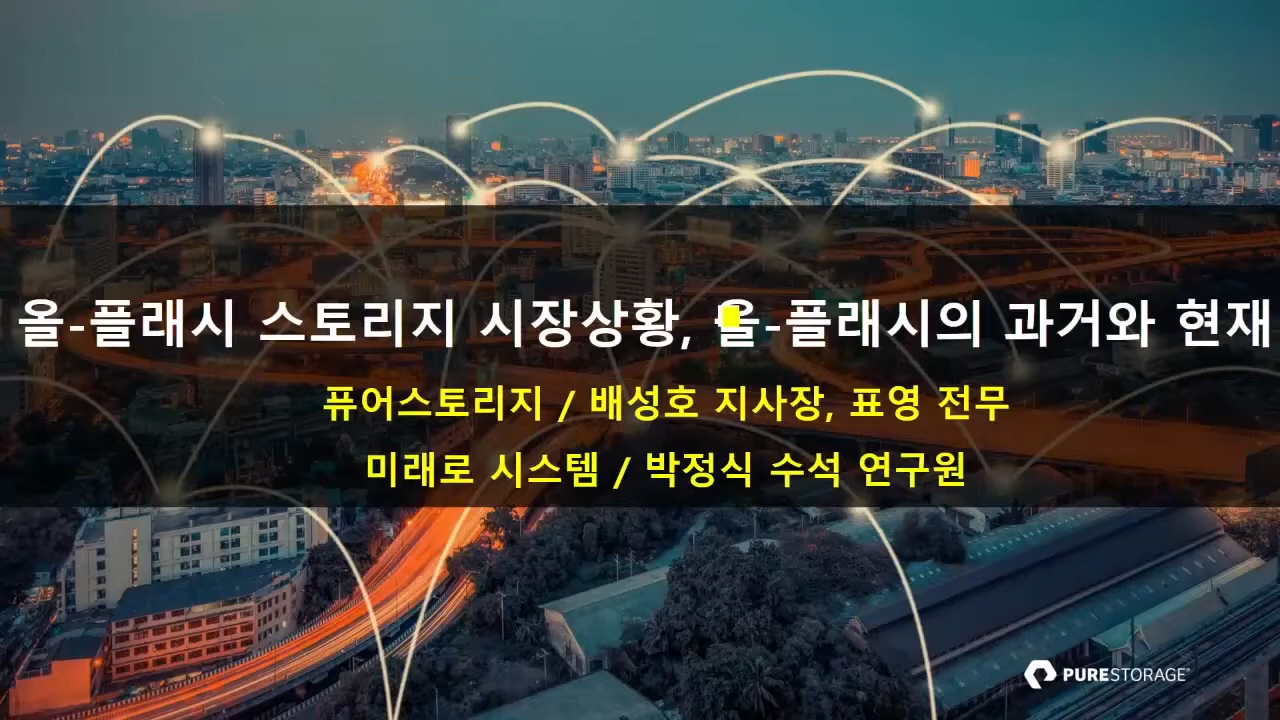 올-플래시 스토리지 시장상황, 올-플래시의 과거와 현재
퓨어스토리지 / 배성호 지사장, 표영 전무
미래로 시스템 / 박정식 수석 연구원
PURESTORAGE®